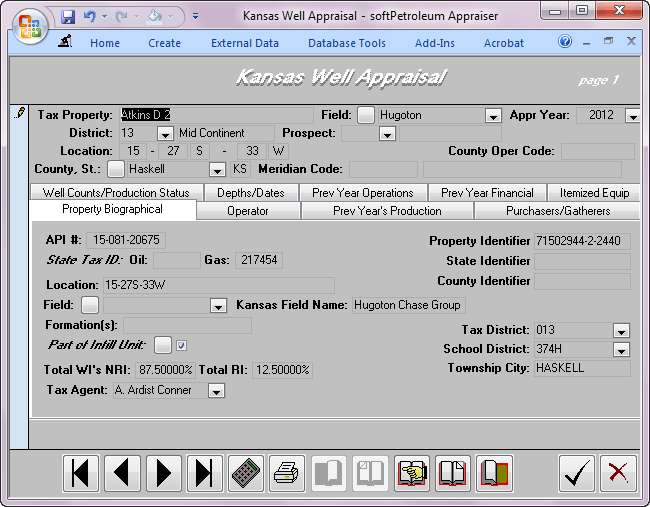 Kansas Well Appraisal - softPetroleum Appraiser
Home Create External Data Database Tools Add-Ins Acrobat
Kansas Well Appraisal page 1
Tax Property: Atkins D 2 Field: Hugoton Appr Year: 2012
District: 13 Mid Continent Prospect:
Location: 15 - 27 S - 33 W County Oper Code:
County, St.: Haskell KS Meridian Code:
Well Counts/Production Status Depths/Dates Prev Year Operations Prev Year Financial Itemized Equip
Property Biographical Operator Prev Year's Production Purchasers/Gatherers
API #: 15-081-20675 Property Identifier 71502944-2-2440
State Tax ID: Oil: Gas: 217454 State Identifier
Location: 15-27S-33W County Identifier
Field: Kansas Field Name: Hugoton Chase Group
Formation(s): Tax District: 013
Part of Infill Unit: School District: 374H
Total WI's NRI: 87.50000% Total RI: 12.50000% Township City: HASKELL
Tax Agent: A. Ardist Conner